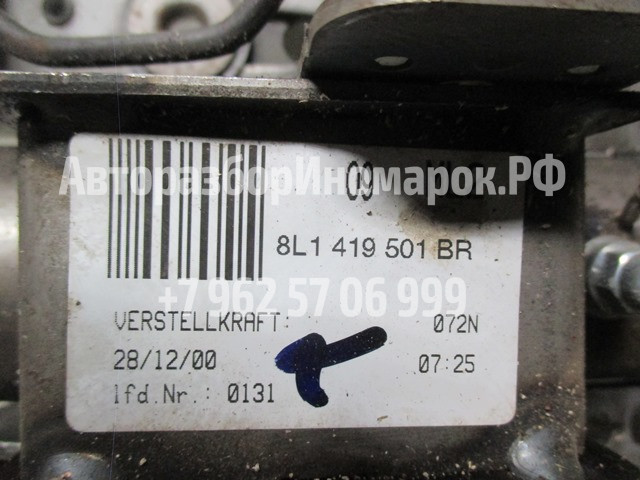 C9
АвторазборИномарок.РФ
8L1 419 501 BR
+7 962 57 06 999
VERSTELLKRAFT: 072N
28/12/00 07:25
lfd.Nr.: 0131